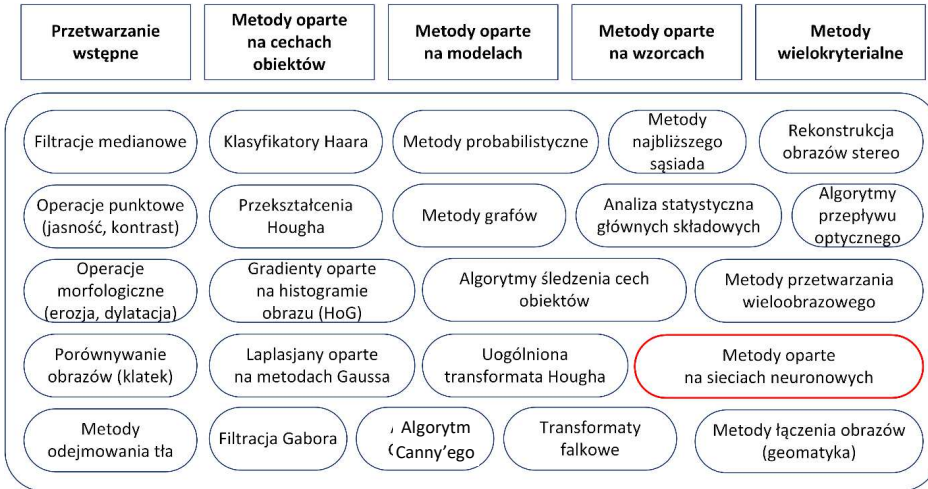 Przetwarzanie
wstępne
Metody oparte
na cechach
obiektów
Metody oparte
na modelach
Metody oparte
na wzorcach
Metody
wielokryterialne
Filtracje medianowe
Klasyfikatory Haara
Metody probabilistyczne
Metody
najbliższego
sąsiada
Rekonstrukcja
obrazów stereo
Operacje punktowe
(jasność, kontrast)
Przekształcenia
Hougha
Metody grafów
Analiza statystyczna
głównych składowych
Algorytmy
przepływu
optycznego
Operacje
morfologiczne
(erozja, dylatacja)
Gradienty oparte
na histogramie
obrazu (HoG)
Algorytmy śledzenia cech
obiektów
Metody przetwarzania
wieloobrazowego
Porównywanie
obrazów (klatek)
Laplasjany oparte
na metodach Gaussa
Uogólniona
transformata Hougha
Metody oparte
na sieciach neuronowych
Metody
odejmowania tła
Filtracja Gabora
Algorytm
Canny’ego
Transformaty
falkowe
Metody łączenia obrazów
(geomatyka)